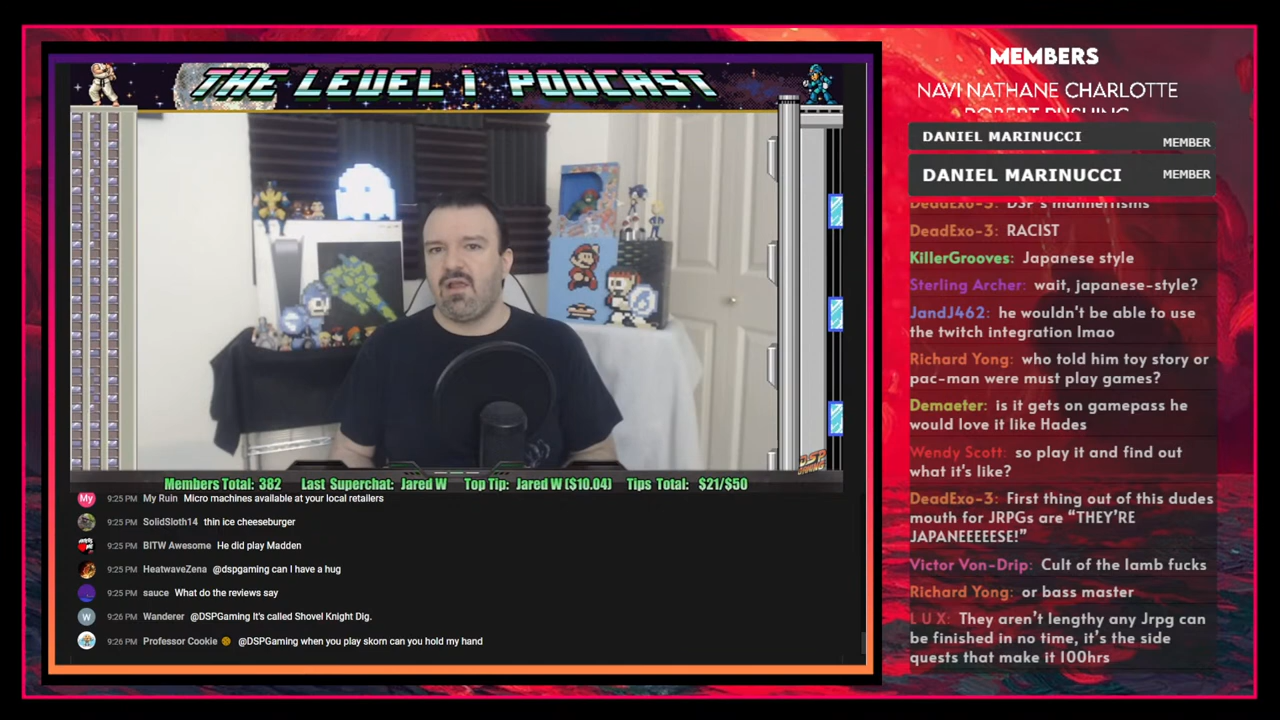 THE LEVEL 1 PODCAST
Members Total: 382 Last Superchat: Jared W Top Tip: Jared W ($10.04) Tips Total: $21/$50
My
9:25 PM My Ruin Micro machines available at your local retailers
9:25 PM SolidSloth14 thin ice cheeseburger
9:25 PM BITW Awesome He did play Madden
9:25 PM HeatwaveZena @dspgaming can I have a hug
9:25 PM sauce What do the reviews say
W
9:26 PM Wanderer @DSPGaming It's called Shovel Knight Dig.
9:26 PM Professor Cookie @DSPGaming when you play skorn can you hold my hand
DSP
MEMBERS
NAVI NATHANE CHARLOTTE
ROBERT RUSHING
DANIEL MARINUCCI MEMBER
DANIEL MARINUCCI MEMBER
DeadExo-3: DSP's mannerisms
DeadExo-3: RACIST
KillerGrooves: Japanese style
Sterling Archer: wait, japanese-style?
JandJ462: he wouldn't be able to use
the twitch integration lmao
Richard Yong: who told him toy story or
pac-man were must play games?
Demaeter: is it gets on gamepass he
would love it like Hades
Wendy Scott: so play it and find out
what it's like?
DeadExo-3: First thing out of this dudes
mouth for JRPGs are “THEY’RE
JAPANEEEEESE!”
Victor Von-Drip: Cult of the lamb fucks
Richard Yong: or bass master
L U X: They aren’t lengthy any Jrpg can
be finished in no time, it’s the side
quests that make it 100hrs